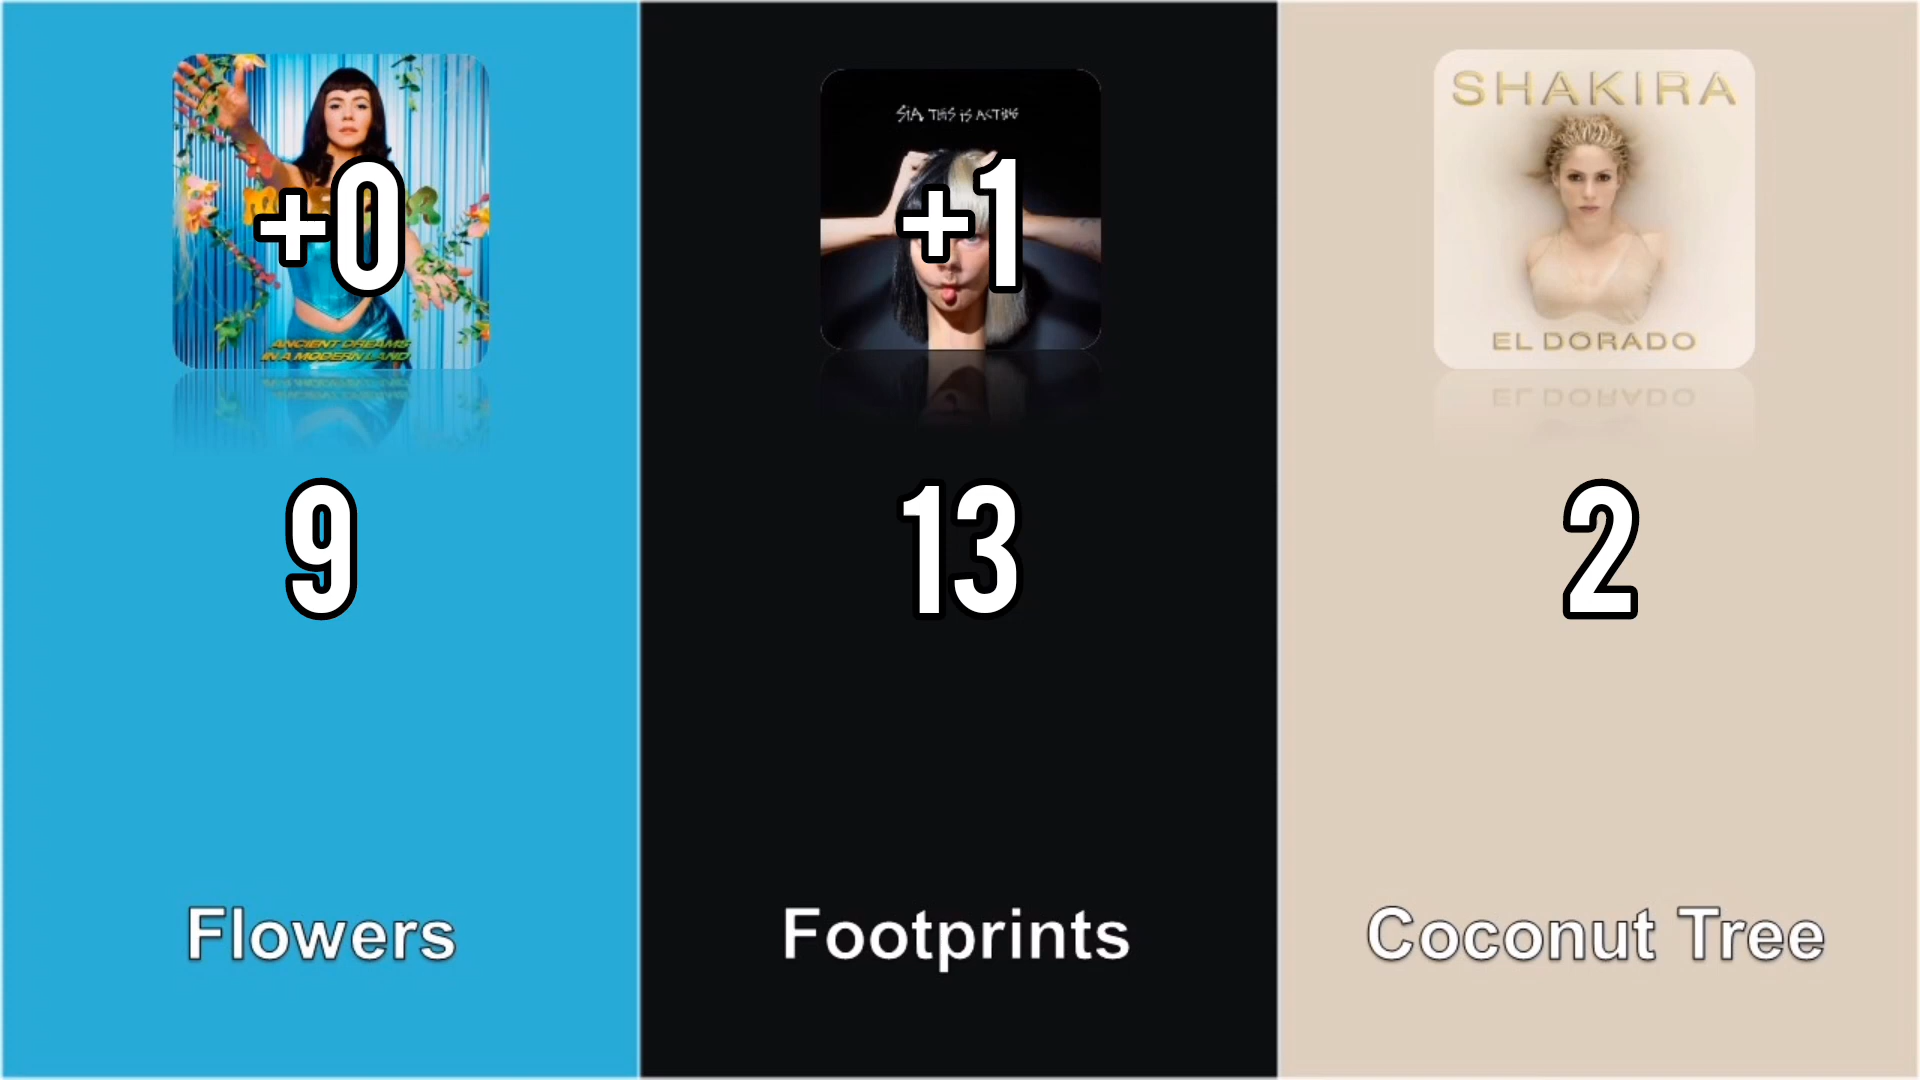 ANCIENT DREAMS
IN A MODERN LAND
+0
9
Flowers
SIA THIS IS ACTING
+1
13
Footprints
SHAKIRA
EL DORADO
2
Coconut Tree